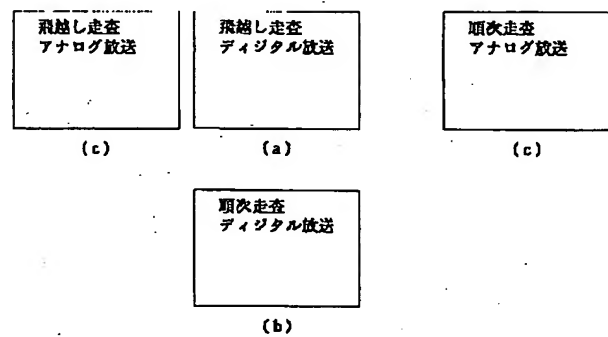 飛越し走査
アナログ放送
(c)
飛越し走査
ディジタル放送
(a)
順次走査
アナログ放送
(c)
順次走査
ディジタル放送
(b)